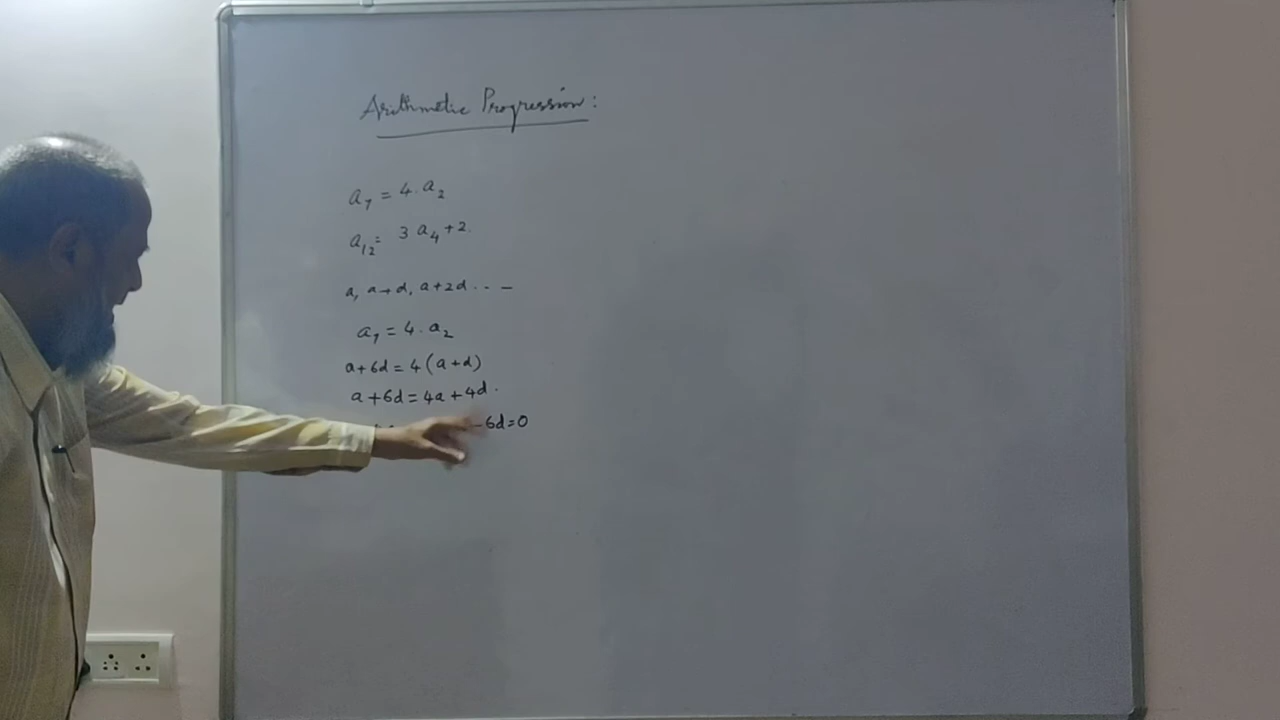 Arithmetic Progression:
a₇ = 4. a₂
a₁₂ = 3 a₄ + 2.
a, a+d, a+2d . . –
a₇ = 4. a₂
a+6d = 4(a+d)
a+6d = 4a+4d.
-6d=0